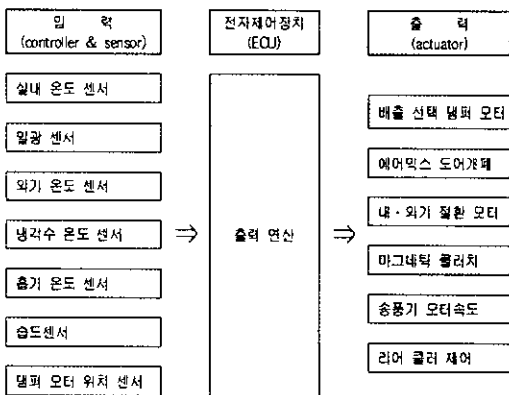 입 력
(controller & sensor)
전자제어장치
(ECU)
출 력
(actuator)
실내 온도 센서
일광 센서
외기 온도 센서
냉각수 온도 센서
흡기 온도 센서
습도센서
댐퍼 모터 위치 센서
⇒
출력 연산
⇒
배출 선택 댐퍼 모터
에어믹스 도어개폐
내·외기 절환 모터
마그네틱 클러치
송풍기 모터속도
리어 쿨러 제어